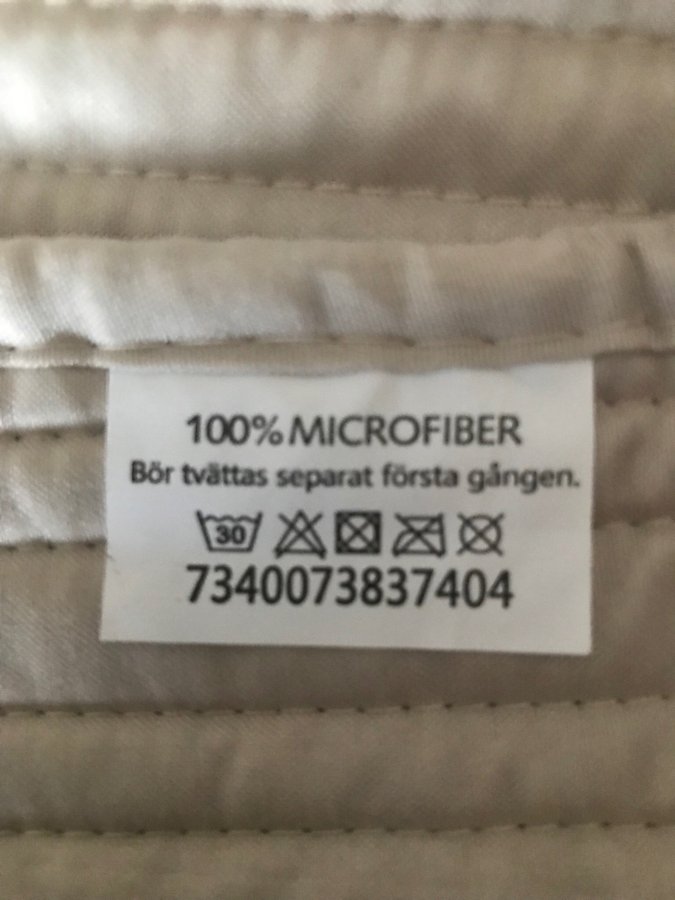 100% MICROFIBER
Bör tvättas separat första gången.
30
7340073837404